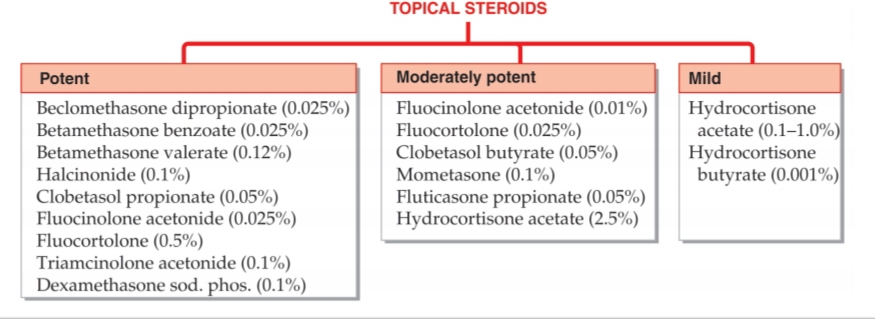 TOPICAL STEROIDS
Potent
Beclomethasone dipropionate (0.025%)
Betamethasone benzoate (0.025%)
Betamethasone valerate (0.12%)
Halcinonide (0.1%)
Clobetasol propionate (0.05%)
Fluocinolone acetonide (0.025%)
Fluocortolone (0.5%)
Triamcinolone acetonide (0.1%)
Dexamethasone sod. phos. (0.1%)
Moderately potent
Fluocinolone acetonide (0.01%)
Fluocortolone (0.025%)
Clobetasol butyrate (0.05%)
Mometasone (0.1%)
Fluticasone propionate (0.05%)
Hydrocortisone acetate (2.5%)
Mild
Hydrocortisone
acetate (0.1–1.0%)
Hydrocortisone
butyrate (0.001%)